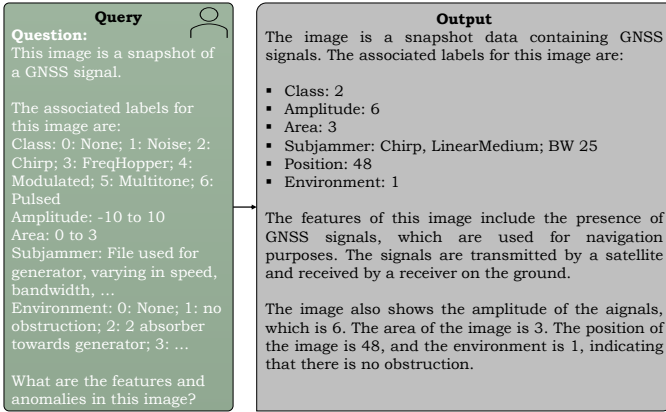 Query
Question:
This image is a snapshot of
a GNSS signal.
The associated labels for
this image are:
Class: 0: None; 1: Noise; 2:
Chirp; 3: FreqHopper; 4:
Modulated; 5: Multitone; 6:
Pulsed
Amplitude: -10 to 10
Area: 0 to 3
Subjammer: File used for
generator, varying in speed,
bandwidth, ...
Environment: 0: None; 1: no
obstruction; 2: 2 absorber
towards generator; 3: ...
What are the features and
anomalies in this image?
Output
The image is a snapshot data containing GNSS
signals. The associated labels for this image are:
▪ Class: 2
▪ Amplitude: 6
▪ Area: 3
▪ Subjammer: Chirp, LinearMedium; BW 25
▪ Position: 48
▪ Environment: 1
The features of this image include the presence of
GNSS signals, which are used for navigation
purposes. The signals are transmitted by a satellite
and received by a receiver on the ground.
The image also shows the amplitude of the aignals,
which is 6. The area of the image is 3. The position of
the image is 48, and the environment is 1, indicating
that there is no obstruction.